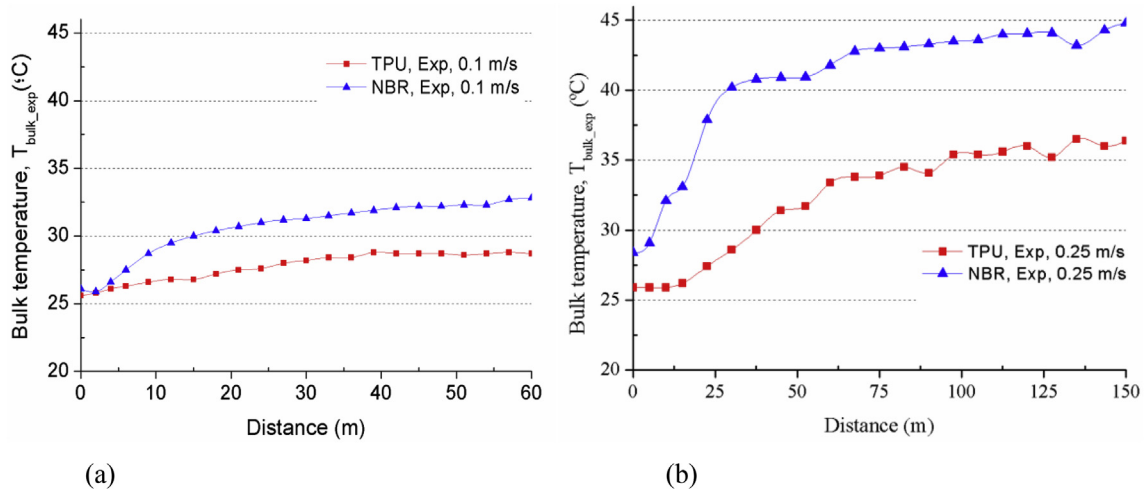 45
40
35
30
25
20
Bulk temperature, T bulk_exp (°C)
TPU, Exp, 0.1 m/s
NBR, Exp, 0.1 m/s
0 10 20 30 40 50 60
Distance (m)
(a)
45
40
35
30
25
20
Bulk temperature, T bulk_exp (°C)
TPU, Exp, 0.25 m/s
NBR, Exp, 0.25 m/s
0 25 50 75 100 125 150
Distance (m)
(b)